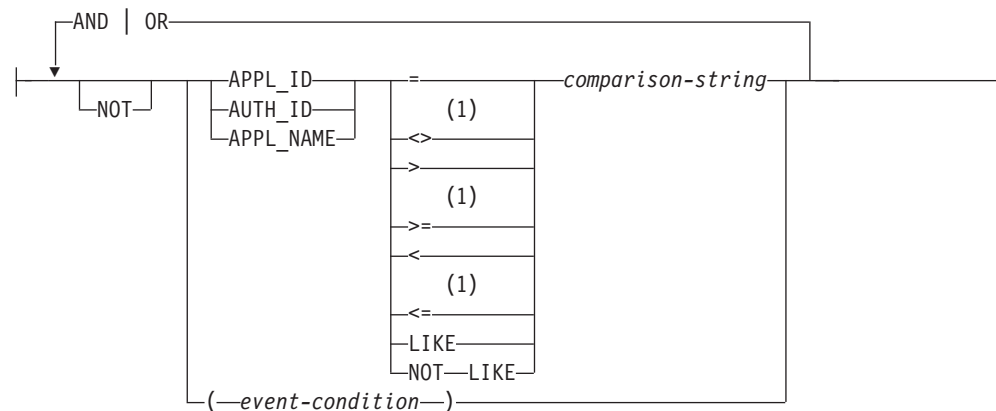 AND | OR
APPL_ID = comparison-string
NOT AUTH_ID (1)
APPL_NAME <>
>
(1)
>=
<
(1)
<=
LIKE
NOT LIKE
( event-condition )